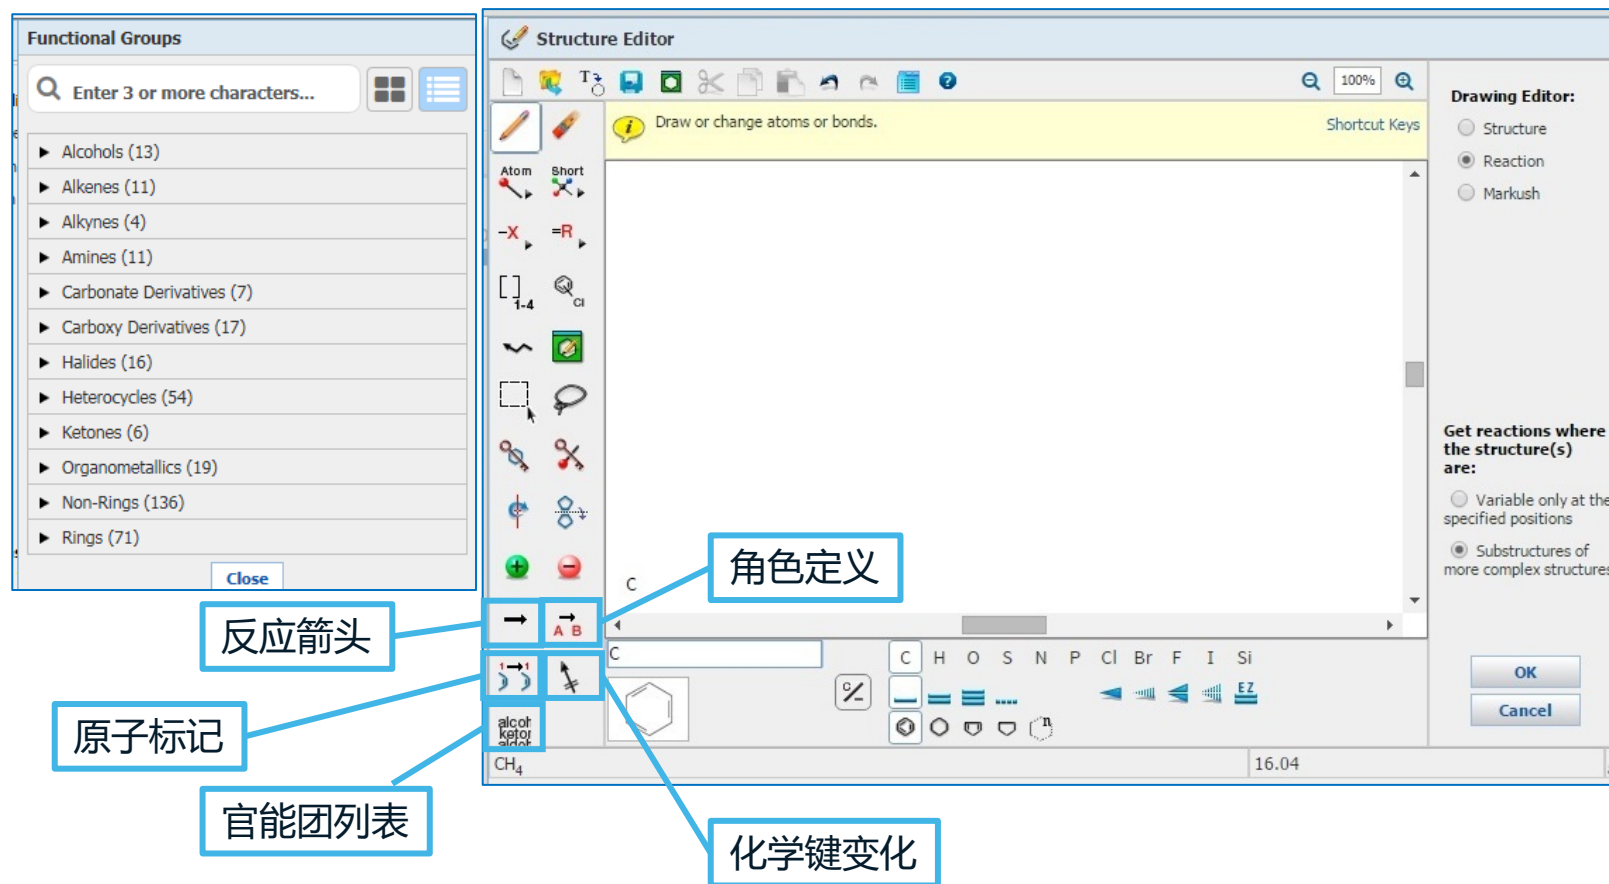 Functional Groups
Enter 3 or more characters...
Alcohols (13)
Alkenes (11)
Alkynes (4)
Amines (11)
Carbonate Derivatives (7)
Carboxy Derivatives (17)
Halides (16)
Heterocycles (54)
Ketones (6)
Organometallics (19)
Non-Rings (136)
Rings (71)
Close
Structure Editor
100%
Draw or change atoms or bonds.
Shortcut Keys
Atom Short
-X =R
[ ] 1-4 Cl
C
A B
1 1
C
C H O S N P Cl Br F I Si
C
EZ
n
CH4
16.04
Drawing Editor:
Structure
Reaction
Markush
Get reactions where
the structure(s)
are:
Variable only at the
specified positions
Substructures of
more complex structures
OK
Cancel
角色定义
反应箭头
原子标记
官能团列表
化学键变化